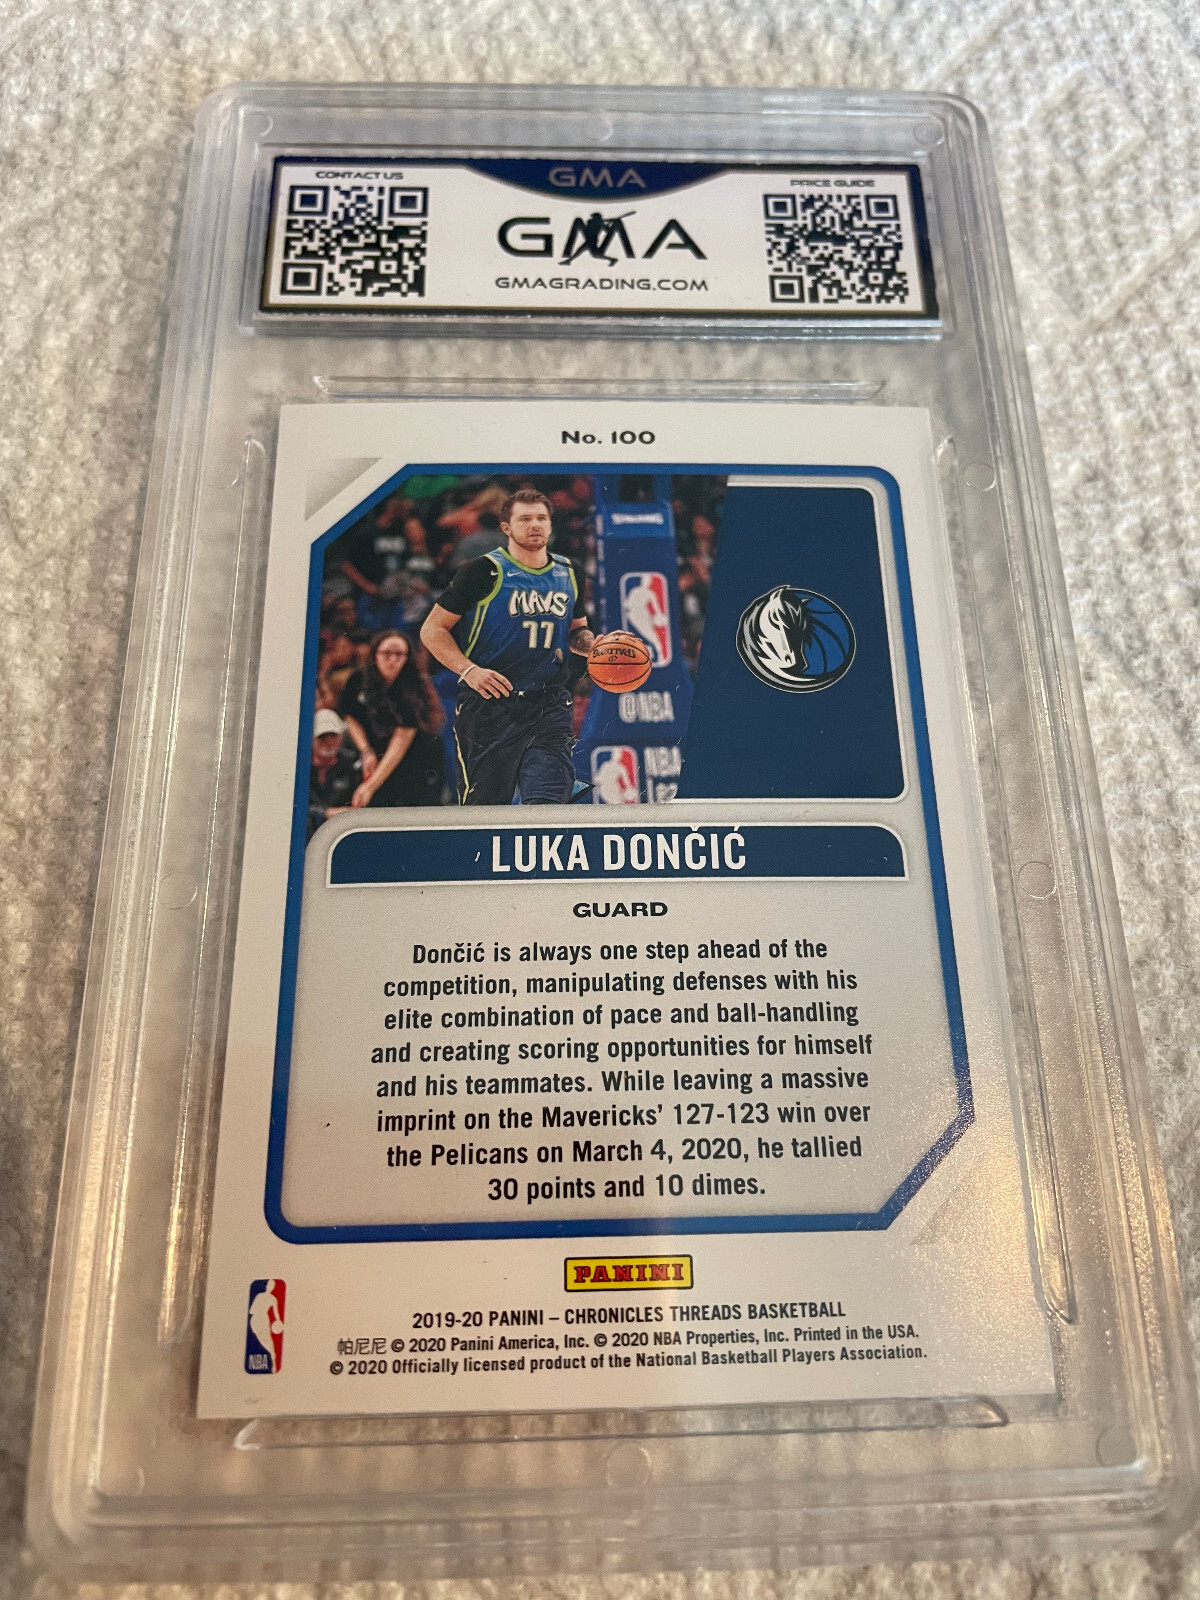 CONTACT US
GMA
PRICE GUIDE
GMA
GMAGRADING.COM
No. 100
SPALDING
MAVS
77
SPALDING
@NBA
NBA
LUKA DONČIĆ
GUARD
Dončić is always one step ahead of the
competition, manipulating defenses with his
elite combination of pace and ball-handling
and creating scoring opportunities for himself
and his teammates. While leaving a massive
imprint on the Mavericks' 127-123 win over
the Pelicans on March 4, 2020, he tallied
30 points and 10 dimes.
PANINI
NBA
2019-20 PANINI – CHRONICLES THREADS BASKETBALL
帕尼尼 © 2020 Panini America, Inc. © 2020 NBA Properties, Inc. Printed in the USA.
© 2020 Officially licensed product of the National Basketball Players Association.